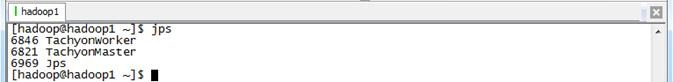 hadoop1
[hadoop@hadoop1 ~]$ jps
6846 TachyonWorker
6821 TachyonMaster
6969 Jps
[hadoop@hadoop1 ~]$